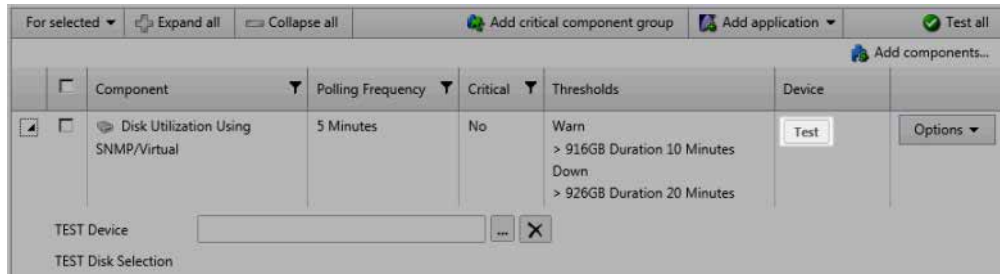 For selected Expand all Collapse all Add critical component group Add application Test all
Add components...
Component Polling Frequency Critical Thresholds Device
Disk Utilization Using SNMP/Virtual
5 Minutes
No
Warn
> 916GB Duration 10 Minutes
Down
> 926GB Duration 20 Minutes
Test
Options
TEST Device ...
TEST Disk Selection